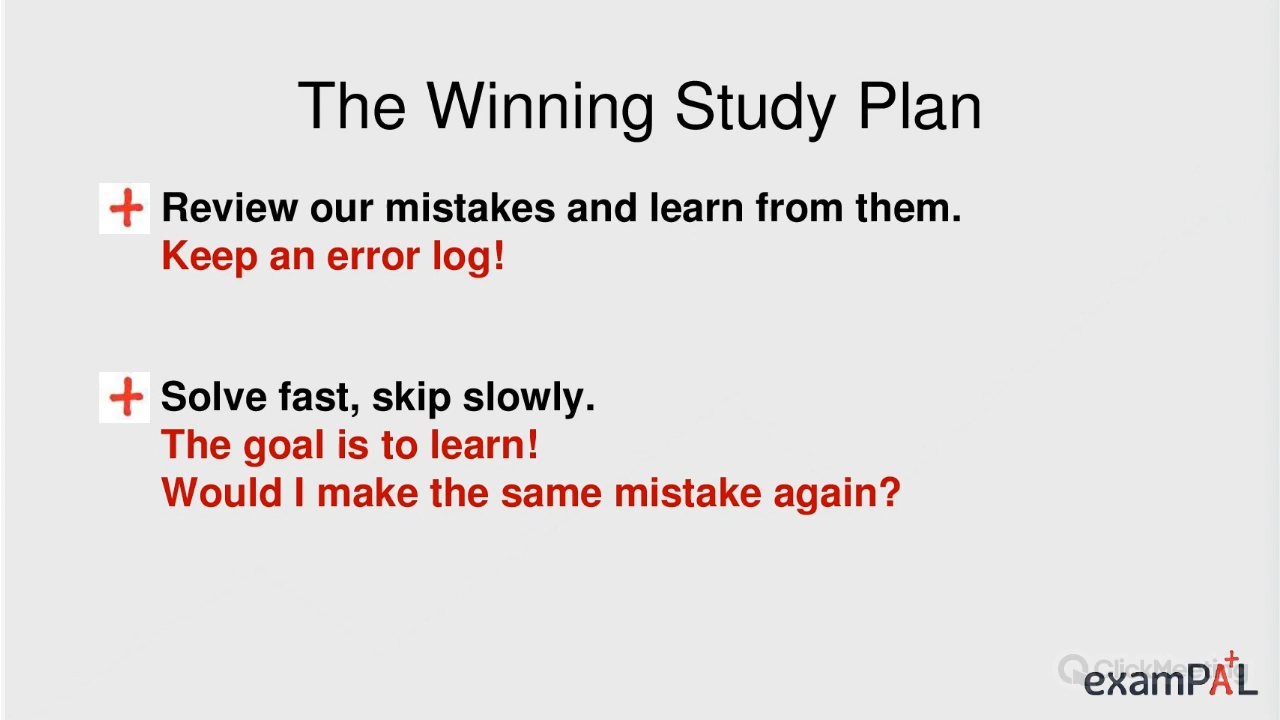 The Winning Study Plan
Review our mistakes and learn from them.
Keep an error log!
Solve fast, skip slowly.
The goal is to learn!
Would I make the same mistake again?
ClickMeeting
examPAL